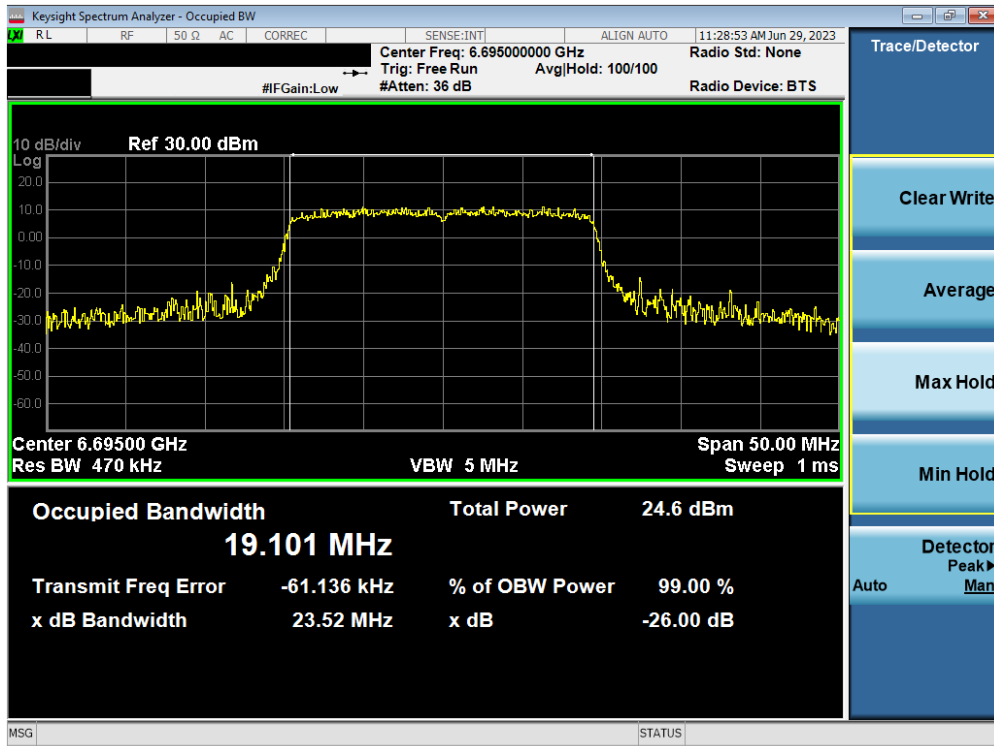 Keysight Spectrum Analyzer - Occupied BW
LXI RL RF 50 Ω AC CORREC SENSE:INT ALIGN AUTO 11:28:53 AM Jun 29, 2023
Center Freq: 6.695000000 GHz Radio Std: None
Trig: Free Run Avg|Hold: 100/100
#IFGain:Low #Atten: 36 dB Radio Device: BTS
Trace/Detector
10 dB/div Ref 30.00 dBm
Log
20.0
10.0
0.00
-10.0
-20.0
-30.0
-40.0
-50.0
-60.0
Center 6.69500 GHz Span 50.00 MHz
Res BW 470 kHz VBW 5 MHz Sweep 1 ms
Occupied Bandwidth Total Power 24.6 dBm
19.101 MHz
Transmit Freq Error -61.136 kHz % of OBW Power 99.00 %
x dB Bandwidth 23.52 MHz x dB -26.00 dB
Clear Write
Average
Max Hold
Min Hold
Detector
Peak▶
Auto Man
MSG STATUS